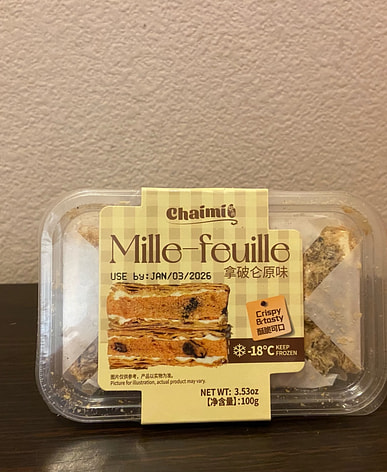 Chaimiǒ
Mille-feuille
USE by:JAN/03/2026
拿破仑原味
Crispy
&tasty
酥脆可口
-18°C KEEP FROZEN
图片仅供参考，产品以实物为准。
Picture for illustration, actual product may vary.
NET WT: 3.53oz
【净含量】:100g